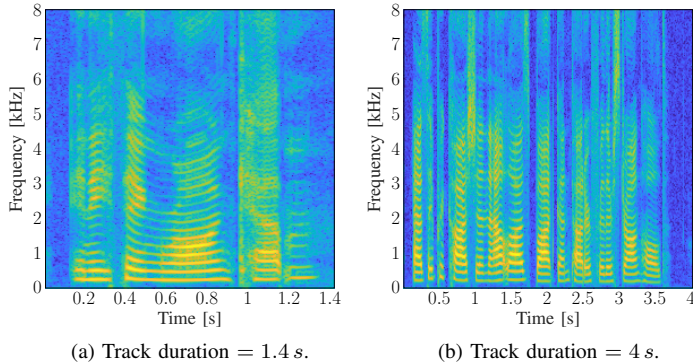 8
7
6
5
4
3
2
1
0
Frequency [kHz]
0.2 0.4 0.6 0.8 1 1.2 1.4
Time [s]
(a) Track duration = 1.4 s.
8
7
6
5
4
3
2
1
0
Frequency [kHz]
0.5 1 1.5 2 2.5 3 3.5 4
Time [s]
(b) Track duration = 4 s.